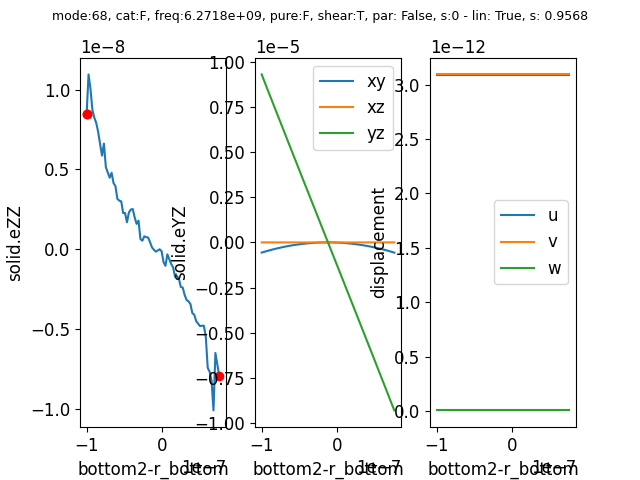 mode:68, cat:F, freq:6.2718e+09, pure:F, shear:T, par: False, s:0 - lin: True, s: 0.9568
1e−8
1.0
0.5
0.0
−0.5
−1.0
solid.eZZ
−1
0
1e−7
bottom2-r_bottom
1e−5
1.00
0.75
0.50
0.25
0.00
−0.25
−0.50
−0.75
−1.00
solid.eYZ
xy
xz
yz
−1
0
1e−7
bottom2-r_bottom
1e−12
3.0
2.5
2.0
1.5
1.0
0.5
0.0
displacement
u
v
w
−1
0
1e−7
bottom2-r_bottom